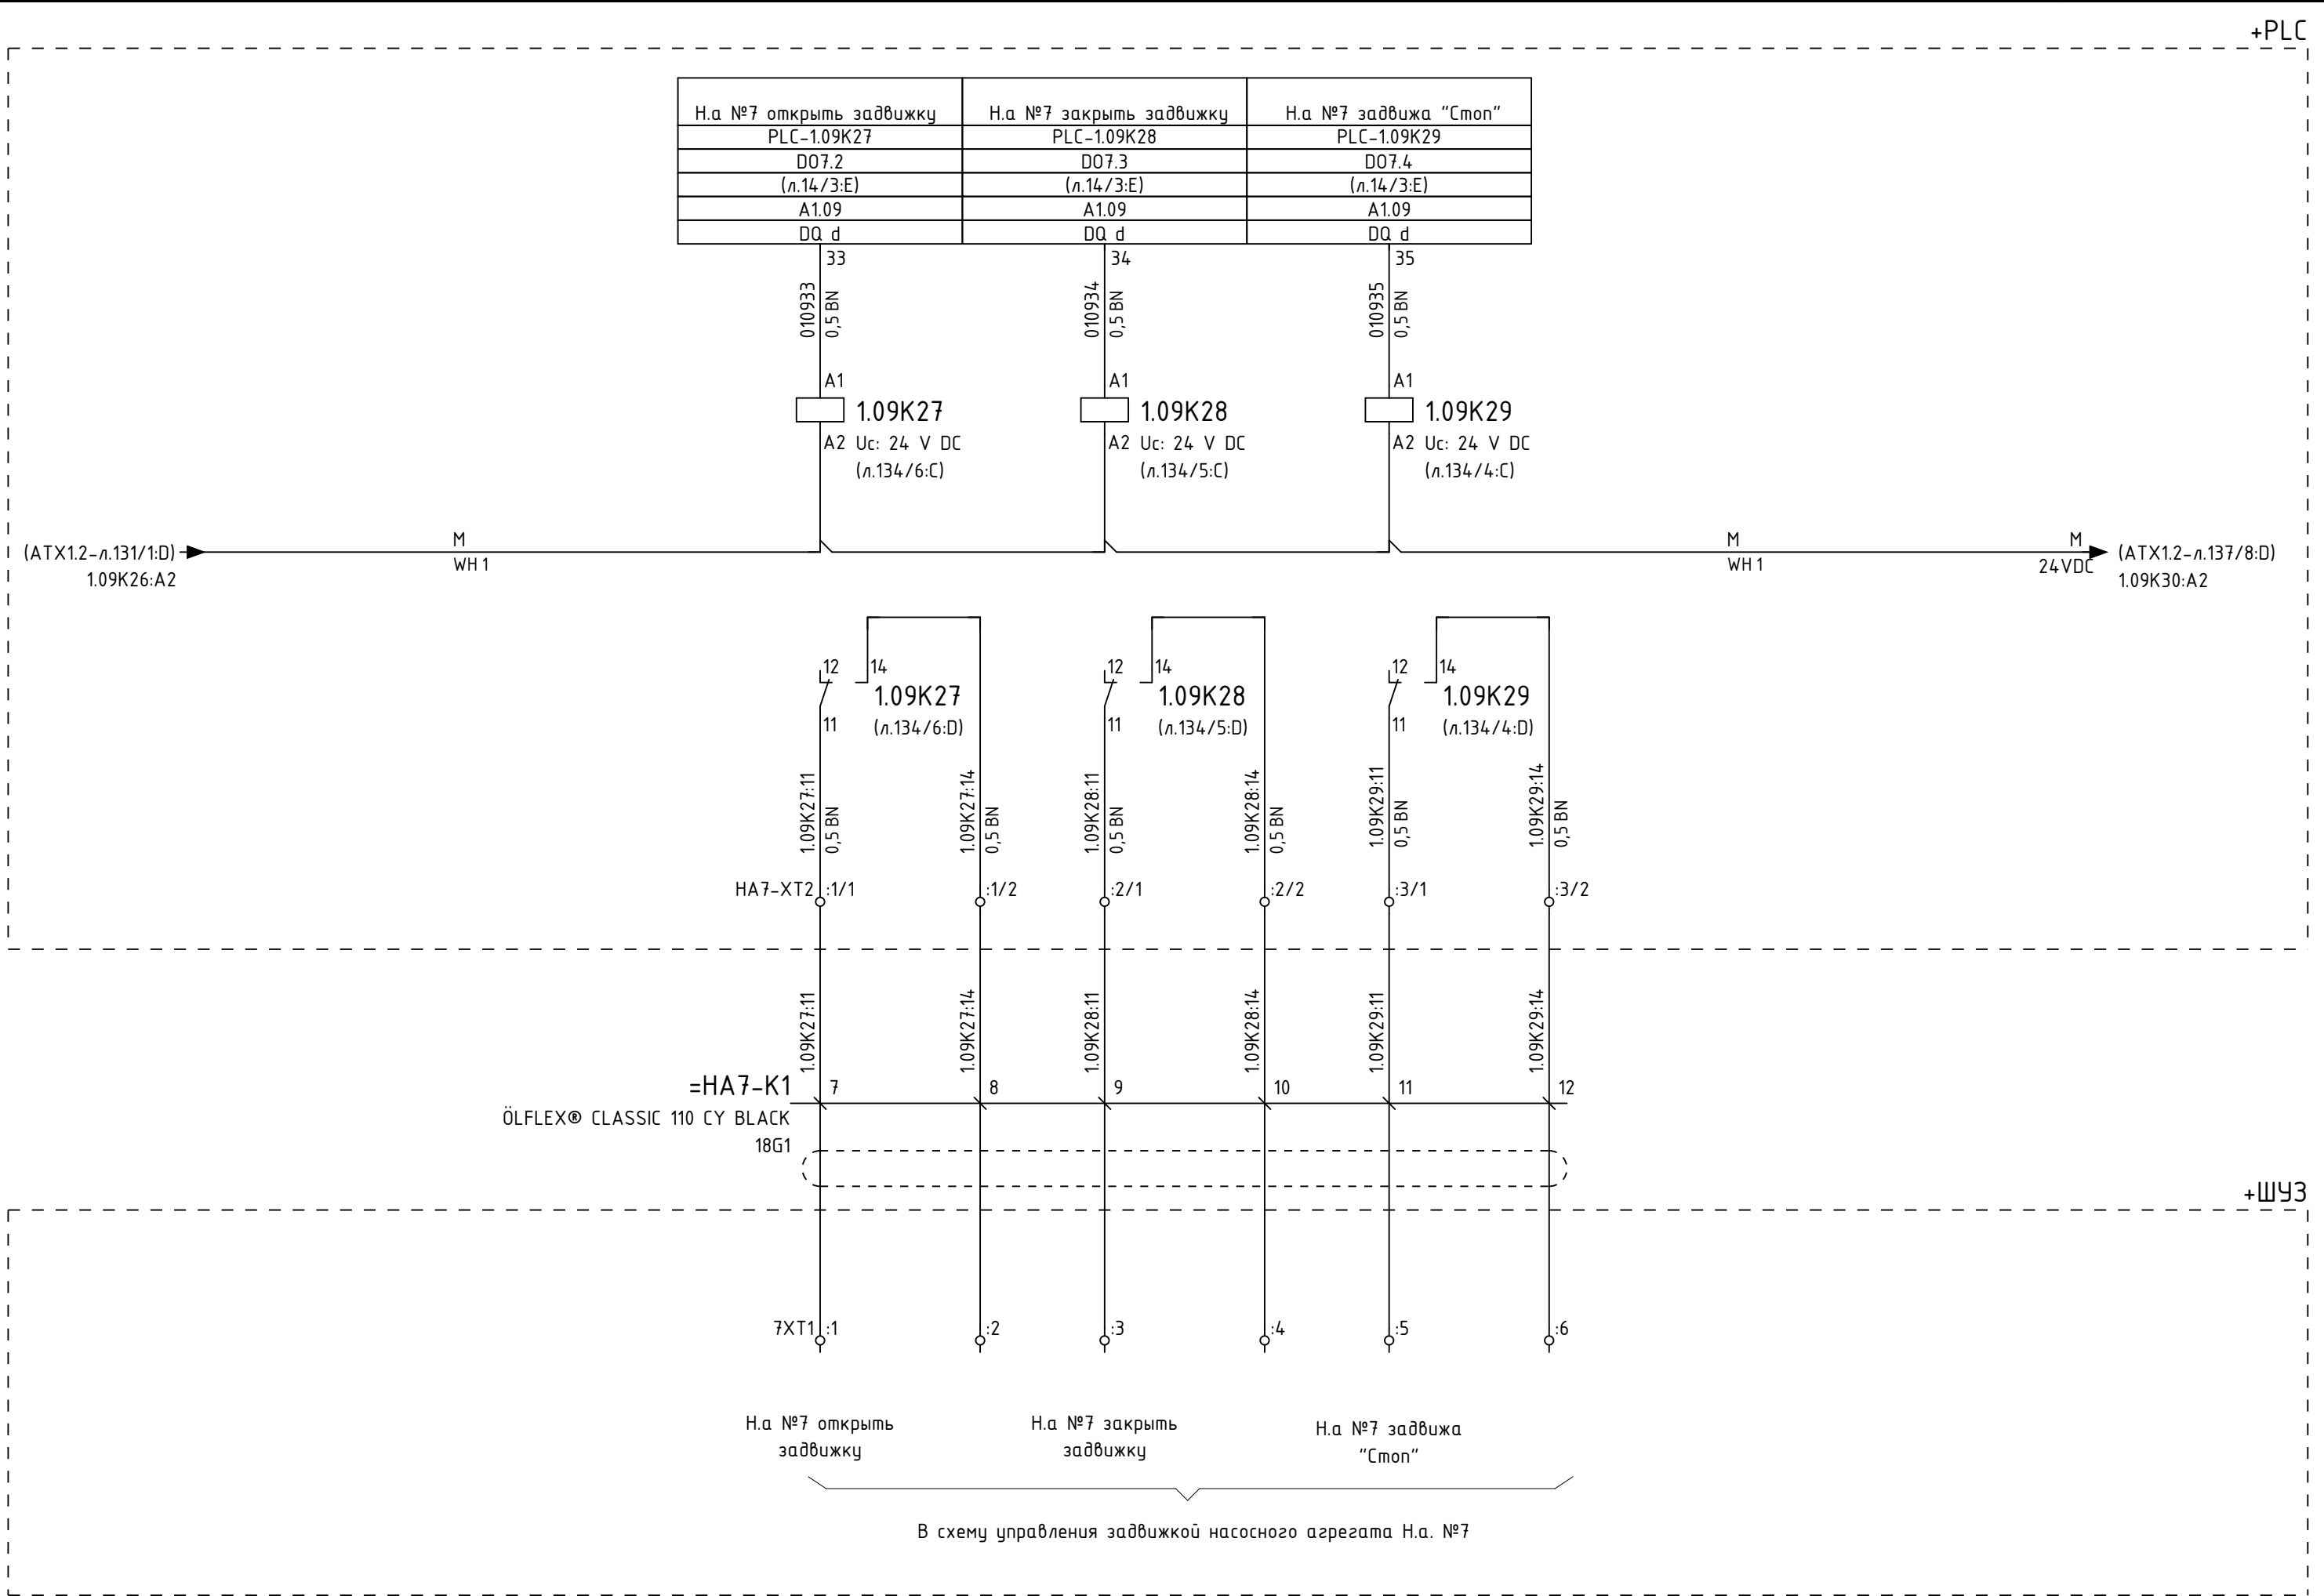 +PLC
Н.а №7 открыть задвижку
Н.а №7 закрыть задвижку
Н.а №7 задвижа "Стоп"
PLC-1.09K27
PLC-1.09K28
PLC-1.09K29
DO7.2
DO7.3
DO7.4
(л.14/3:E)
(л.14/3:E)
(л.14/3:E)
A1.09
A1.09
A1.09
DQ d
DQ d
DQ d
33
34
35
010933
0,5 BN
010934
0,5 BN
010935
0,5 BN
A1
A1
A1
1.09K27
1.09K28
1.09K29
A2 Uc: 24 V DC
A2 Uc: 24 V DC
A2 Uc: 24 V DC
(л.134/6:C)
(л.134/5:C)
(л.134/4:C)
(ATX1.2-л.131/1:D)
1.09K26:A2
M
WH 1
M
WH 1
M
24VDC
(ATX1.2-л.137/8:D)
1.09K30:A2
12
14
12
14
12
14
1.09K27
1.09K28
1.09K29
11
(л.134/6:D)
11
(л.134/5:D)
11
(л.134/4:D)
1.09K27:11
0,5 BN
1.09K27:14
0,5 BN
1.09K28:11
0,5 BN
1.09K28:14
0,5 BN
1.09K29:11
0,5 BN
1.09K29:14
0,5 BN
HA7-XT2
:1/1
:1/2
:2/1
:2/2
:3/1
:3/2
1.09K27:11
1.09K27:14
1.09K28:11
1.09K28:14
1.09K29:11
1.09K29:14
=HA7-K1
7
8
9
10
11
12
ÖLFLEX® CLASSIC 110 CY BLACK
18G1
+ШУЗ
7XT1
:1
:2
:3
:4
:5
:6
Н.а №7 открыть
задвижку
Н.а №7 закрыть
задвижку
Н.а №7 задвижа
"Стоп"
В схему управления задвижкой насосного агрегата Н.а. №7